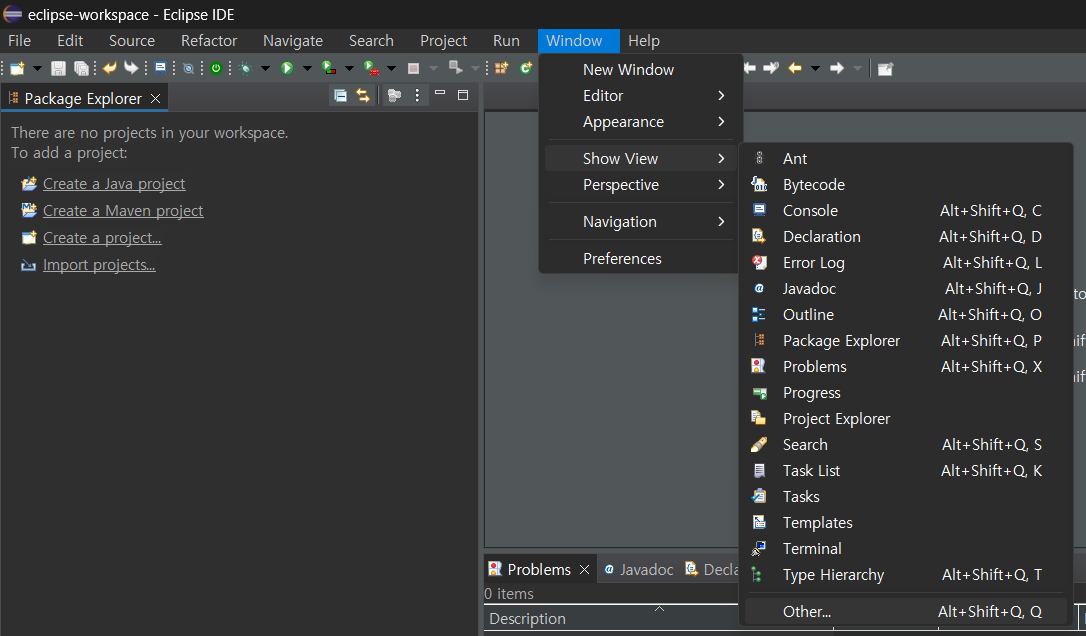 eclipse-workspace - Eclipse IDE
File Edit Source Refactor Navigate Search Project Run Window Help
Package Explorer
There are no projects in your workspace.
To add a project:
Create a Java project
Create a Maven project
Create a project...
Import projects...
New Window
Editor
Appearance
Show View
Perspective
Navigation
Preferences
Ant
Bytecode
Console Alt+Shift+Q, C
Declaration Alt+Shift+Q, D
Error Log Alt+Shift+Q, L
Javadoc Alt+Shift+Q, J
Outline Alt+Shift+Q, O
Package Explorer Alt+Shift+Q, P
Problems Alt+Shift+Q, X
Progress
Project Explorer
Search Alt+Shift+Q, S
Task List Alt+Shift+Q, K
Tasks
Templates
Terminal
Type Hierarchy Alt+Shift+Q, T
Other... Alt+Shift+Q, Q
Problems Javadoc Decla
0 items
Description